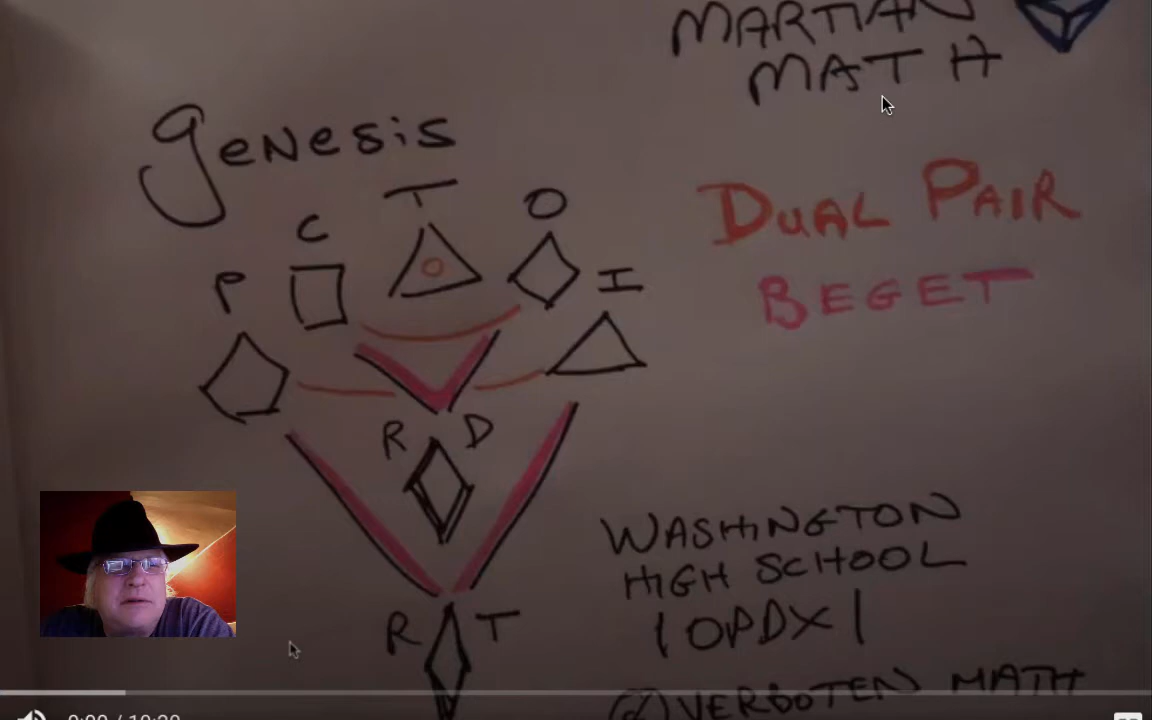 MARTIAN
MATH
Genesis
DUAL PAIR
BEGET
P C T O I
R D
R T
WASHINGTON
HIGH SCHOOL
|OPDX|
@VERBOTEN MATH